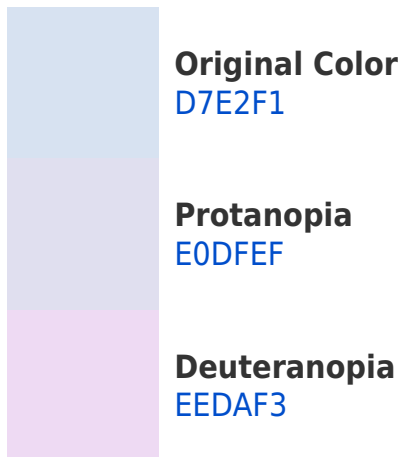 Original Color
D7E2F1
Protanopia
E0DFEF
Deuteranopia
EEDAF3